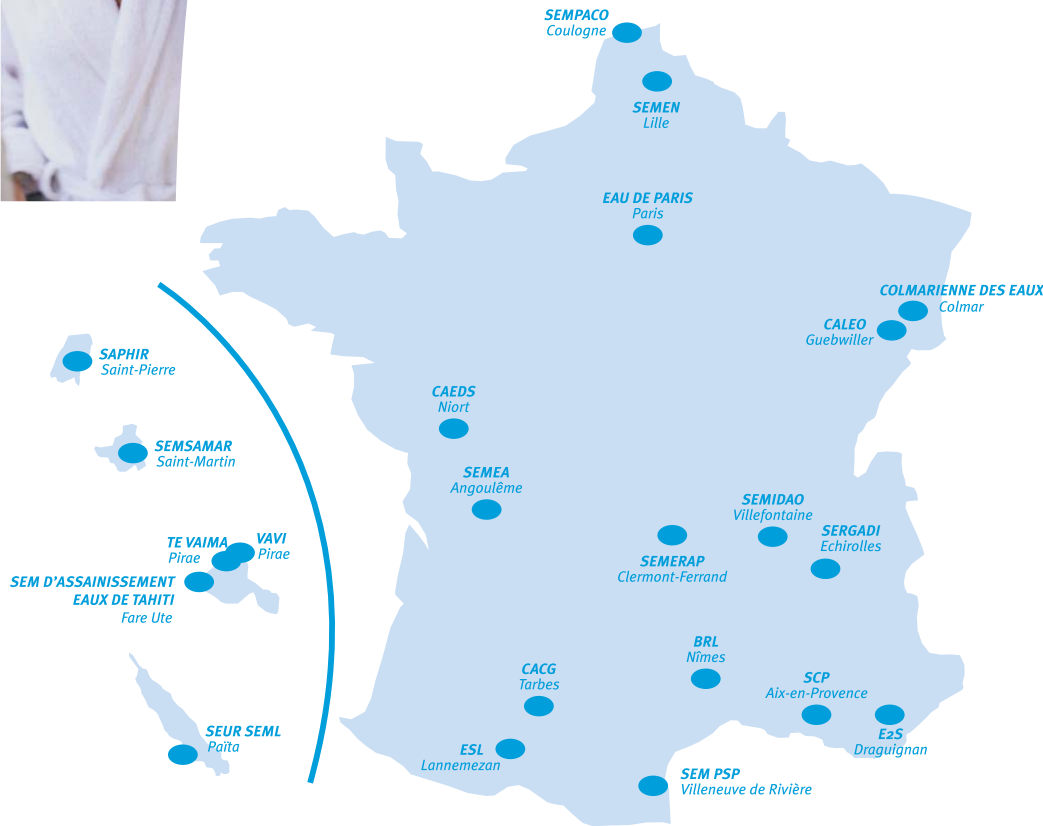 SEMPACO
Coulogne
SEMEN
Lille
EAU DE PARIS
Paris
COLMARIENNE DES EAUX
Colmar
CALEO
Guebwiller
SAPHIR
Saint-Pierre
CAEDS
Niort
SEMSAMAR
Saint-Martin
SEMEA
Angoulême
SEMIDAO
Villefontaine
SERGADI
Echirolles
TE VAIMA
Pirae
VAVI
Pirae
SEMERAP
Clermont-Ferrand
SEM D'ASSAINISSEMENT
EAUX DE TAHITI
Fare Ute
BRL
Nîmes
CACG
Tarbes
SCP
Aix-en-Provence
SEUR SEML
Païta
ESL
Lannemezan
E2S
Draguignan
SEM PSP
Villeneuve de Rivière